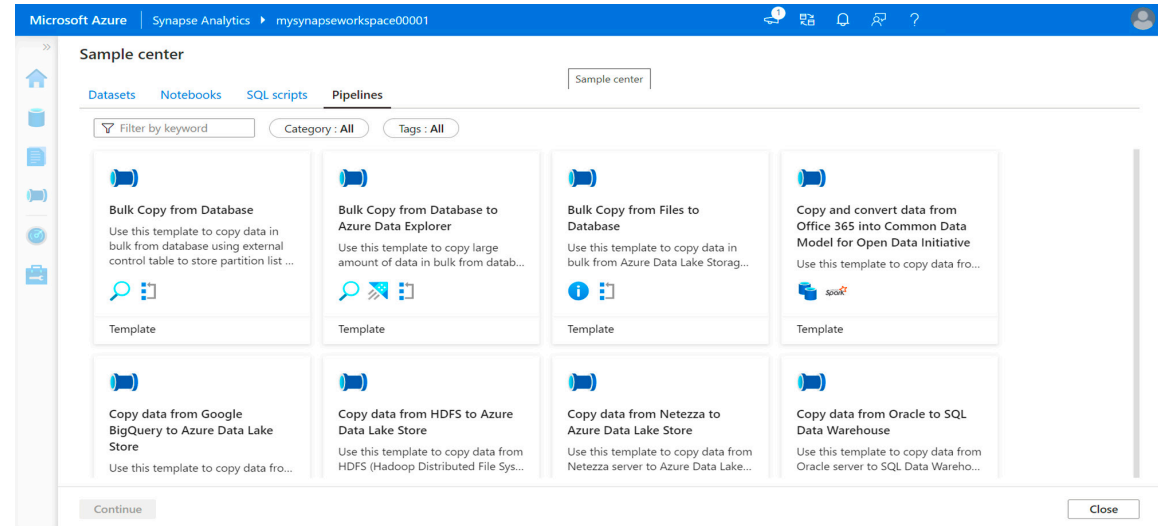 Microsoft Azure
Synapse Analytics
mysynapseworkspace00001
1
?
»
Sample center
Sample center
Datasets
Notebooks
SQL scripts
Pipelines
Filter by keyword
Category : All
Tags : All
Bulk Copy from Database
Use this template to copy data in
bulk from database using external
control table to store partition list ...
Template
Bulk Copy from Database to
Azure Data Explorer
Use this template to copy large
amount of data in bulk from datab...
Template
Bulk Copy from Files to
Database
Use this template to copy data in
bulk from Azure Data Lake Storag...
Template
Copy and convert data from
Office 365 into Common Data
Model for Open Data Initiative
Use this template to copy data fro...
Spark
Template
Copy data from Google
BigQuery to Azure Data Lake
Store
Use this template to copy data fro...
Copy data from HDFS to Azure
Data Lake Store
Use this template to copy data from
HDFS (Hadoop Distributed File Sys...
Copy data from Netezza to
Azure Data Lake Store
Use this template to copy data from
Netezza server to Azure Data Lake...
Copy data from Oracle to SQL
Data Warehouse
Use this template to copy data from
Oracle server to SQL Data Wareho...
Continue
Close